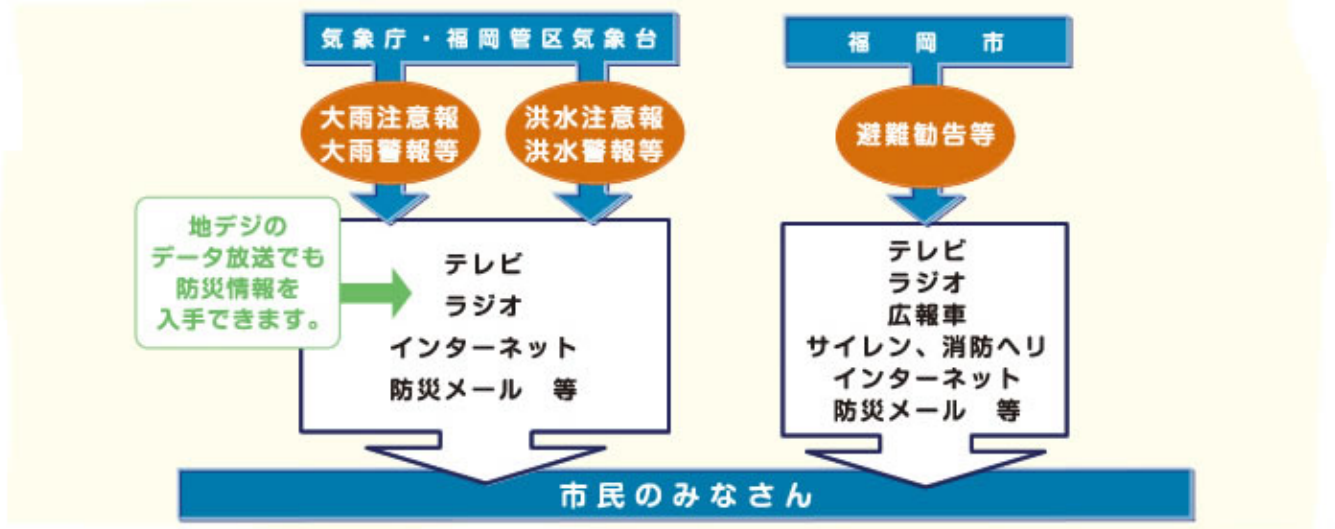 気象庁・福岡管区気象台
大雨注意報
大雨警報等
洪水注意報
洪水警報等
地デジの
データ放送でも
防災情報を
入手できます。
テレビ
ラジオ
インターネット
防災メール　等
福岡市
避難勧告等
テレビ
ラジオ
広報車
サイレン、消防ヘリ
インターネット
防災メール　等
市民のみなさん